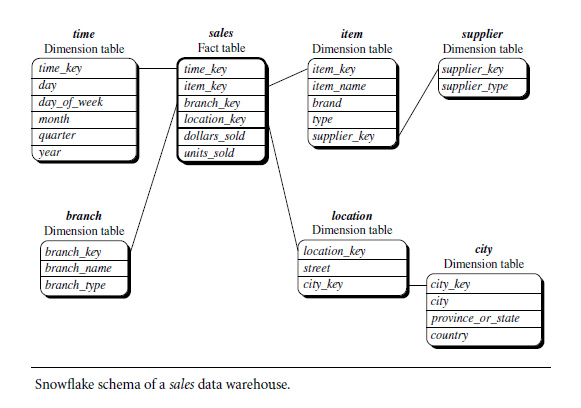 time
Dimension table
time_key
day
day_of_week
month
quarter
year
sales
Fact table
time_key
item_key
branch_key
location_key
dollars_sold
units_sold
item
Dimension table
item_key
item_name
brand
type
supplier_key
supplier
Dimension table
supplier_key
supplier_type
branch
Dimension table
branch_key
branch_name
branch_type
location
Dimension table
location_key
street
city_key
city
Dimension table
city_key
city
province_or_state
country
Snowflake schema of a sales data warehouse.